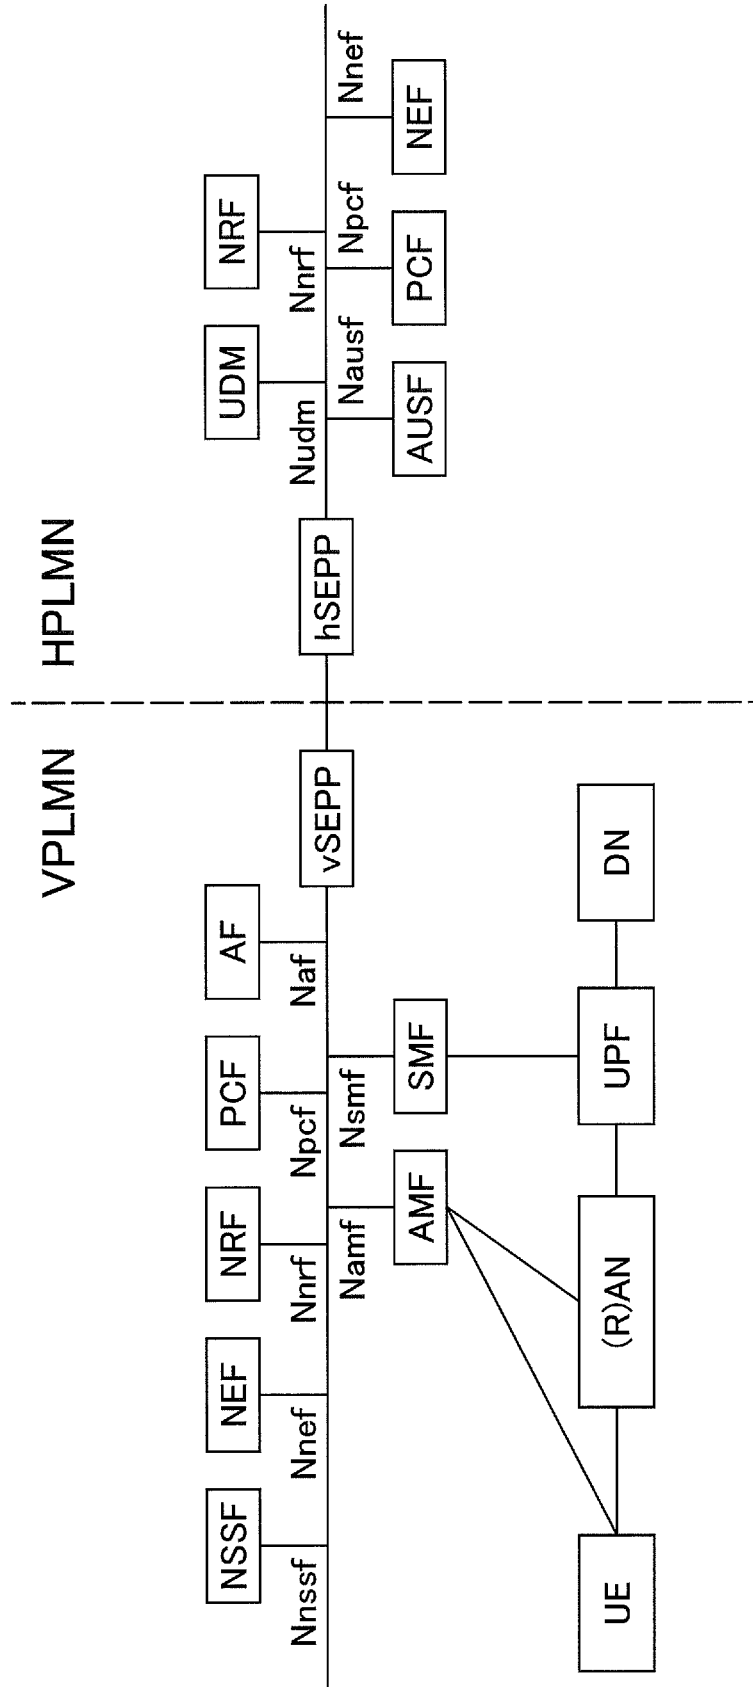 VPLMN HPLMN
NSSF NEF NRF PCF AF UDM NRF
Nnssf Nnef Nnrf Npcf Naf Nudm Nnrf
vSEPP hSEPP
Namf Nsmf Nausf Npcf Nnef
AMF SMF AUSF PCF NEF
UE (R)AN UPF DN